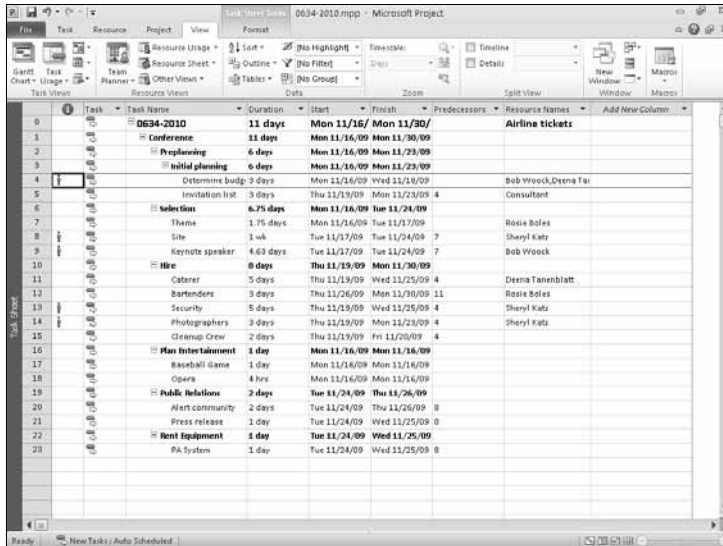 Task Sheet Tools 0634-2010.mpp - Microsoft Project
File Task Resource Project View Format
Gantt Chart Task Usage Task Views
Team Planner Resource Usage Resource Sheet Other Views Resource Views
Sort Outline Tables [No Highlight] [No Filter] [No Group] Data
Timescale: Days Zoom
Timeline Details Split View
New Window Window
Macros Macros
Task Task Name Duration Start Finish Predecessors Resource Names Add New Column
0 0634-2010 11 days Mon 11/16/ Mon 11/30/ Airline tickets
1 Conference 11 days Mon 11/16/09 Mon 11/30/09
2 Preplanning 6 days Mon 11/16/09 Mon 11/23/09
3 Initial planning 6 days Mon 11/16/09 Mon 11/23/09
4 Determine budg 3 days Mon 11/16/09 Wed 11/18/09 Bob Woock,Deena Tan
5 Invitation list 3 days Thu 11/19/09 Mon 11/23/09 4 Consultant
6 Selection 6.75 days Mon 11/16/09 Tue 11/24/09
7 Theme 1.75 days Mon 11/16/09 Tue 11/17/09 Rosie Boles
8 Site 1 wk Tue 11/17/09 Tue 11/24/09 7 Sheryl Katz
9 Keynote speaker 4.63 days Tue 11/17/09 Tue 11/24/09 7 Bob Woock
10 Hire 8 days Thu 11/19/09 Mon 11/30/09
11 Caterer 5 days Thu 11/19/09 Wed 11/25/09 4 Deena Tanenblatt
12 Bartenders 3 days Thu 11/26/09 Mon 11/30/09 11 Rosie Boles
13 Security 5 days Thu 11/19/09 Wed 11/25/09 4 Sheryl Katz
14 Photographers 3 days Thu 11/19/09 Mon 11/23/09 4 Sheryl Katz
15 Cleanup Crew 2 days Thu 11/19/09 Fri 11/20/09 4
16 Plan Entertainment 1 day Mon 11/16/09 Mon 11/16/09
17 Baseball Game 1 day Mon 11/16/09 Mon 11/16/09
18 Opera 4 hrs Mon 11/16/09 Mon 11/16/09
19 Public Relations 2 days Tue 11/24/09 Thu 11/26/09
20 Alert community 2 days Tue 11/24/09 Thu 11/26/09 8
21 Press release 1 day Tue 11/24/09 Wed 11/25/09 8
22 Rent Equipment 1 day Tue 11/24/09 Wed 11/25/09
23 PA System 1 day Tue 11/24/09 Wed 11/25/09 8
Task Sheet
Ready New Tasks : Auto Scheduled